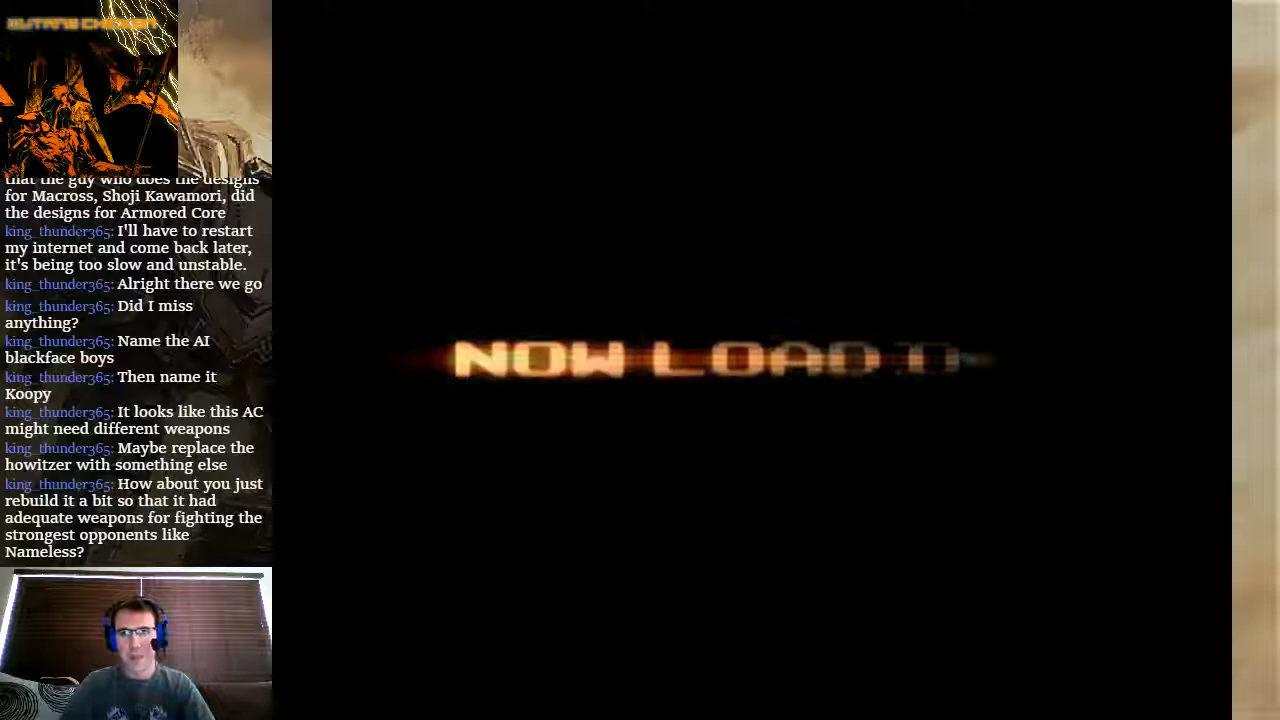 MUTANE CHICKEN
that the guy who does the designs
for Macross, Shoji Kawamori, did
the designs for Armored Core
king_thunder365: I'll have to restart
my internet and come back later,
it's being too slow and unstable.
king_thunder365: Alright there we go
king_thunder365: Did I miss
anything?
king_thunder365: Name the AI
blackface boys
king_thunder365: Then name it
Koopy
king_thunder365: It looks like this AC
might need different weapons
king_thunder365: Maybe replace the
howitzer with something else
king_thunder365: How about you just
rebuild it a bit so that it had
adequate weapons for fighting the
strongest opponents like
Nameless?
NOW LOAD